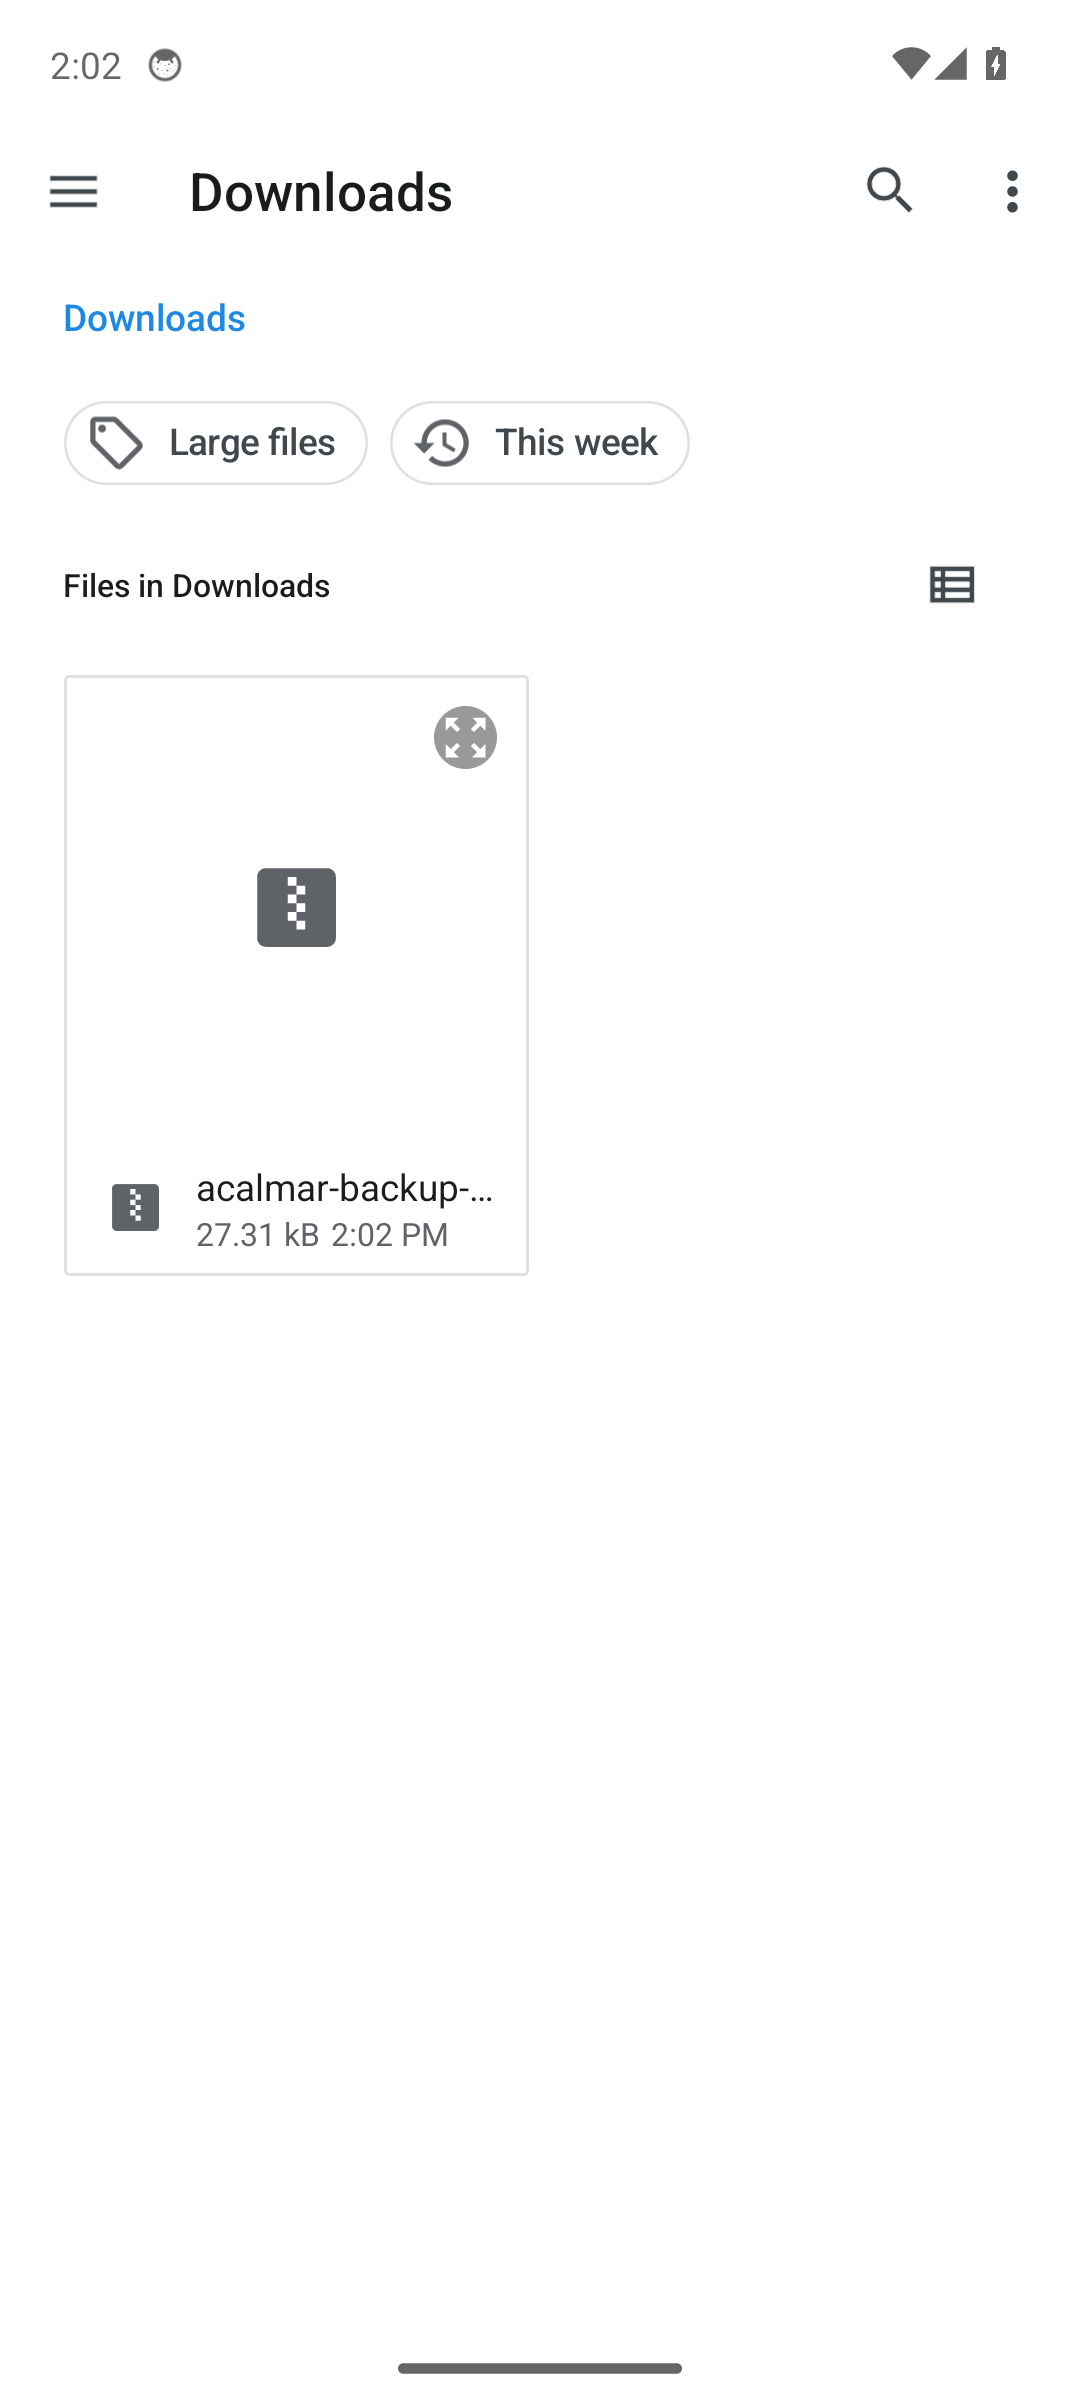 2:02
Downloads
Downloads
Large files
This week
Files in Downloads
acalmar-backup-...
27.31 kB 2:02 PM